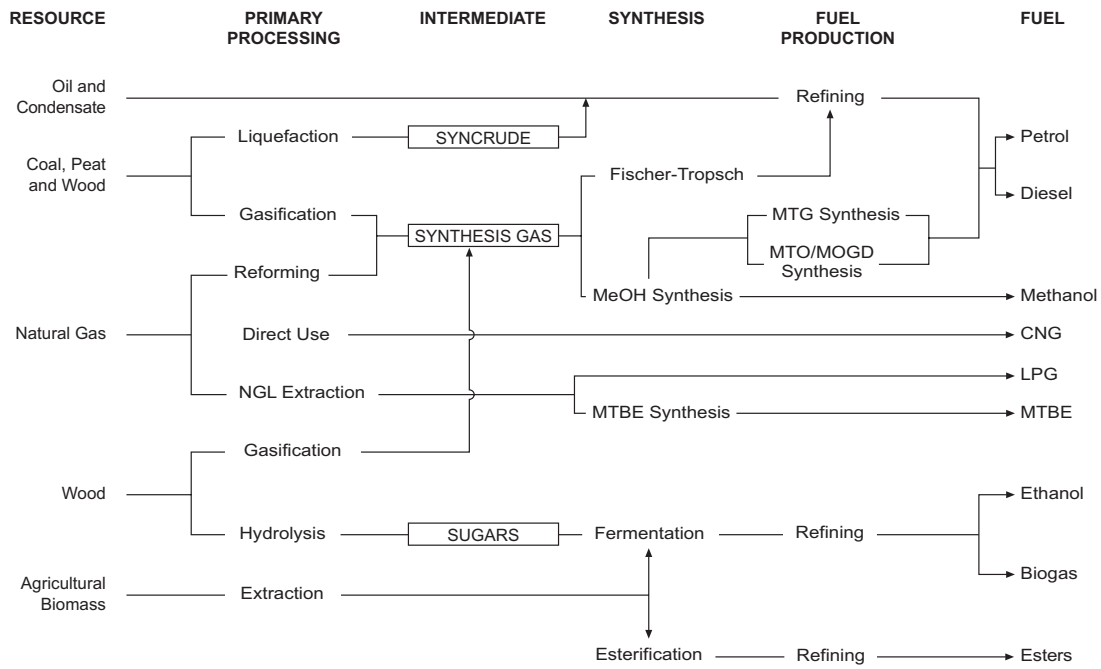 RESOURCE
PRIMARY
PROCESSING
INTERMEDIATE
SYNTHESIS
FUEL
PRODUCTION
FUEL
Oil and
Condensate
Refining
Liquefaction
SYNCRUDE
Petrol
Coal, Peat
and Wood
Fischer-Tropsch
Diesel
Gasification
SYNTHESIS GAS
MTG Synthesis
Reforming
MTO/MOGD
Synthesis
MeOH Synthesis
Methanol
Natural Gas
Direct Use
CNG
LPG
NGL Extraction
MTBE Synthesis
MTBE
Gasification
Wood
Ethanol
Hydrolysis
SUGARS
Fermentation
Refining
Biogas
Agricultural
Biomass
Extraction
Esterification
Refining
Esters